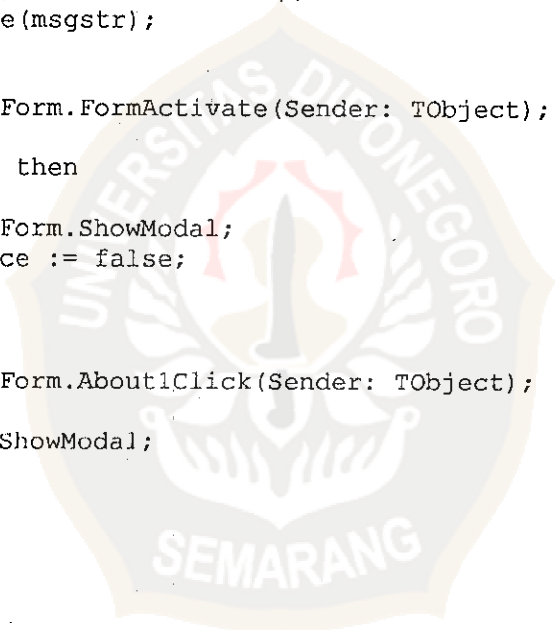 e(msgstr);
Form.FormActivate(Sender: TObject);
then
Form.ShowModal;
ce := false;
Form.About1Click(Sender: TObject);
ShowModal;
UNIVERSITAS DIPONEGORO
SEMARANG